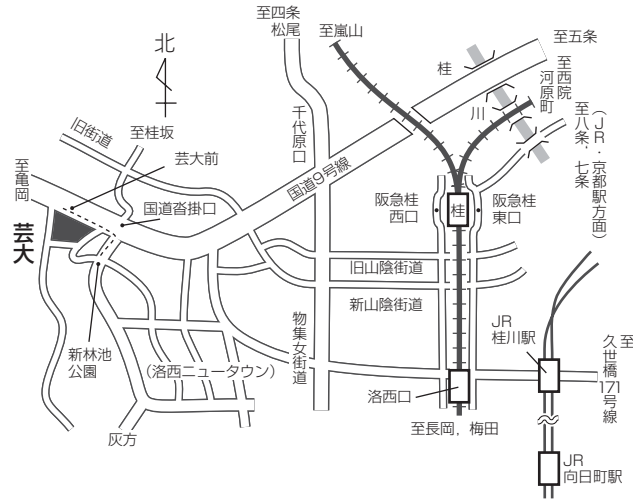 至四条
松尾
至嵐山
至五条
北
桂
川
至西院
河原町
至八条・七条
（JR・京都駅方面）
旧街道
至桂坂
千代原口
芸大前
至亀岡
国道沓掛口
国道9号線
阪急桂
西口
桂
阪急桂
東口
芸大
旧山陰街道
新山陰街道
物集女街道
JR
桂川駅
至
久世橋
171号線
新林池
公園
（洛西ニュータウン）
洛西口
灰方
至長岡，梅田
JR
向日町駅